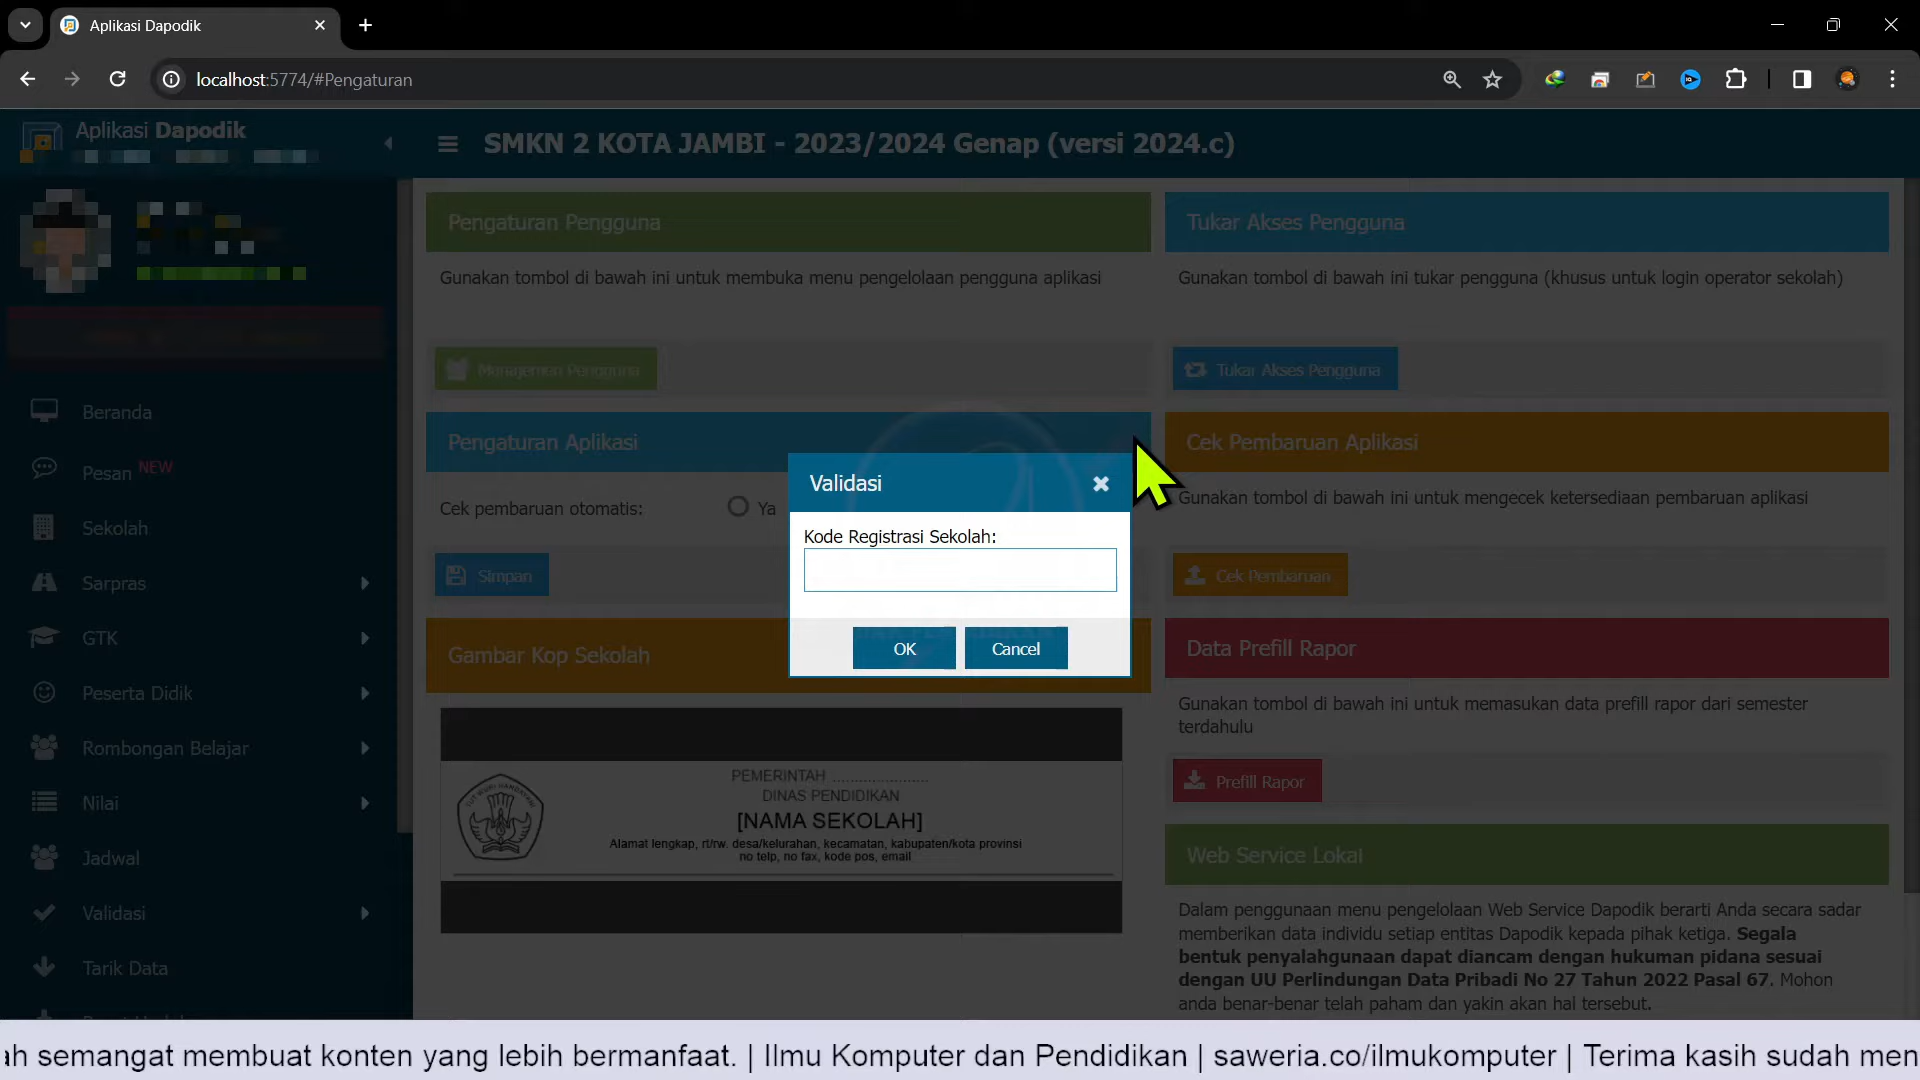 Aplikasi Dapodik
localhost:5774/#Pengaturan
Aplikasi Dapodik
SMKN 2 KOTA JAMBI - 2023/2024 Genap (versi 2024.c)
Beranda
Pesan NEW
Sekolah
Sarpras
GTK
Peserta Didik
Rombongan Belajar
Nilai
Jadwal
Validasi
Tarik Data
Pengaturan Pengguna
Gunakan tombol di bawah ini untuk membuka menu pengelolaan pengguna aplikasi
Manajemen Pengguna
Tukar Akses Pengguna
Gunakan tombol di bawah ini tukar pengguna (khusus untuk login operator sekolah)
Tukar Akses Pengguna
Pengaturan Aplikasi
Cek pembaruan otomatis:
Ya
Simpan
Cek Pembaruan Aplikasi
Gunakan tombol di bawah ini untuk mengecek ketersediaan pembaruan aplikasi
Cek Pembaruan
Validasi
Kode Registrasi Sekolah:
OK
Cancel
Gambar Kop Sekolah
PEMERINTAH ......................
DINAS PENDIDIKAN
[NAMA SEKOLAH]
Alamat lengkap, rt/rw. desa/kelurahan, kecamatan, kabupaten/kota provinsi
no telp, no fax, kode pos, email
Data Prefill Rapor
Gunakan tombol di bawah ini untuk memasukan data prefill rapor dari semester
terdahulu
Prefill Rapor
Web Service Lokal
Dalam penggunaan menu pengelolaan Web Service Dapodik berarti Anda secara sadar
memberikan data individu setiap entitas Dapodik kepada pihak ketiga. Segala
bentuk penyalahgunaan dapat diancam dengan hukuman pidana sesuai
dengan UU Perlindungan Data Pribadi No 27 Tahun 2022 Pasal 67. Mohon
anda benar-benar telah paham dan yakin akan hal tersebut.
ah semangat membuat konten yang lebih bermanfaat. | Ilmu Komputer dan Pendidikan | saweria.co/ilmukomputer | Terima kasih sudah men